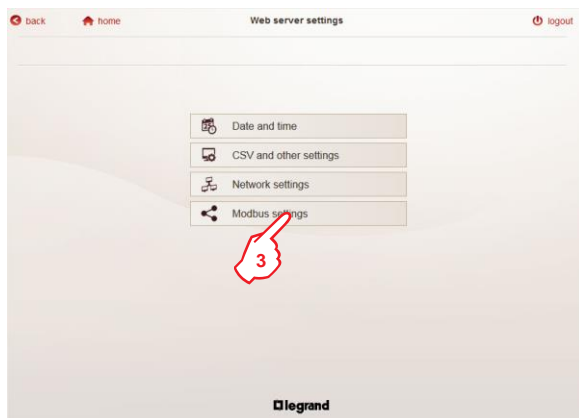 back home Web server settings logout
Date and time
CSV and other settings
Network settings
Modbus settings
3
legrand